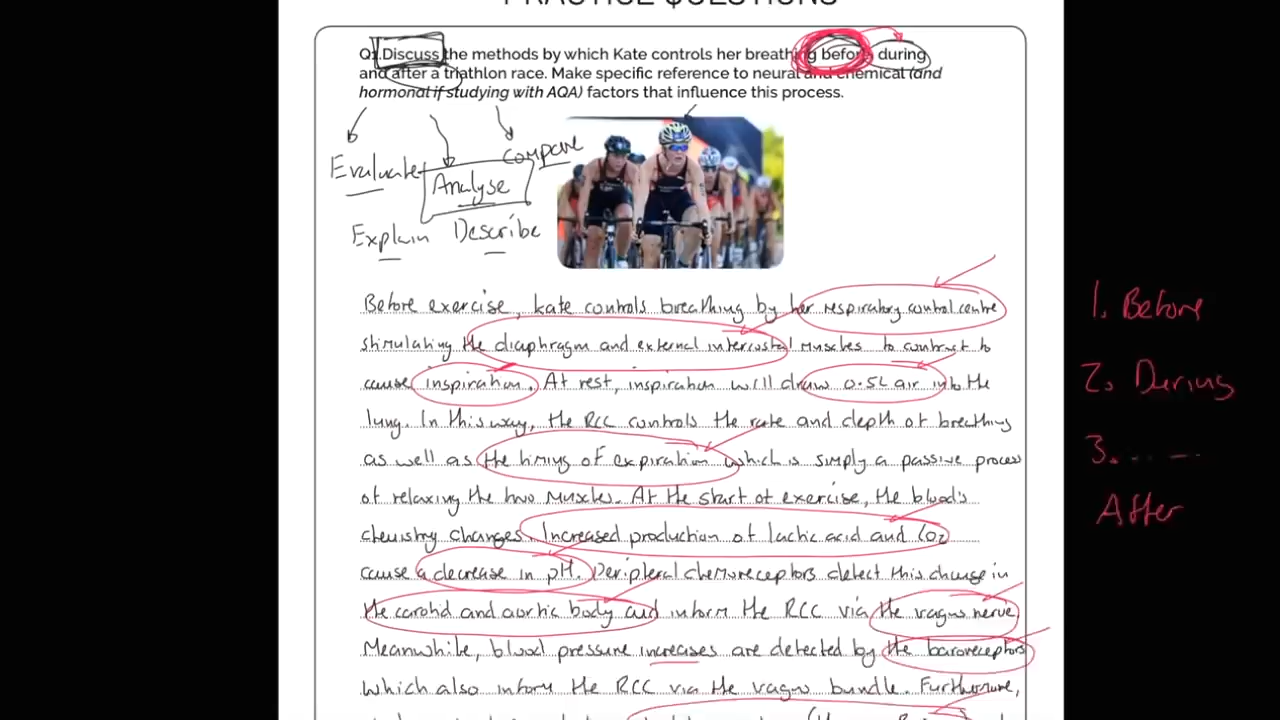 PRACTICE QUESTIONS
Q1. Discuss the methods by which Kate controls her breathing before, during
and after a triathlon race. Make specific reference to neural and chemical (and
hormonal if studying with AQA) factors that influence this process.
Evaluate
Analyse
Compare
Explain
Describe
Before exercise, Kate controls breathing by her respiratory control centre
stimulating the diaphragm and external intercostal muscles to contract to
cause inspiration. At rest, inspiration will draw 0.5L air into the
lung. In this way, the RCC controls the rate and depth of breathing
as well as the timing of expiration which is simply a passive process
of relaxing the two muscles. At the start of exercise, the blood's
chemistry changes. Increased production of lactic acid and CO2
cause a decrease in pH. Peripheral chemoreceptors detect this change in
the carotid and aortic body and inform the RCC via the vagus nerve.
Meanwhile, blood pressure increases are detected by the baroreceptors
which also inform the RCC via the vagus bundle. Furthermore,
1. Before
2. During
3. .. — —
After